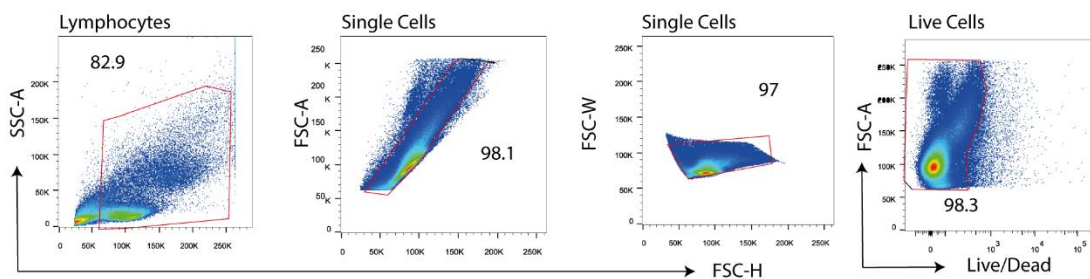 Lymphocytes
82.9
SSC-A
200K
150K
100K
50K
0
0 50K 100K 150K 200K 250K
Single Cells
98.1
FSC-A
250
K
200
K
150
K
100
K
50K
0
0 50K 100K 150K 200K 250K
Single Cells
97
FSC-W
250K
200K
150K
100K
50K
0
0 50K 100K 150K 200K 250K
FSC-H
Live Cells
98.3
FSC-A
150K
100K
50K
0
0 10³ 10⁴ 10⁵
Live/Dead